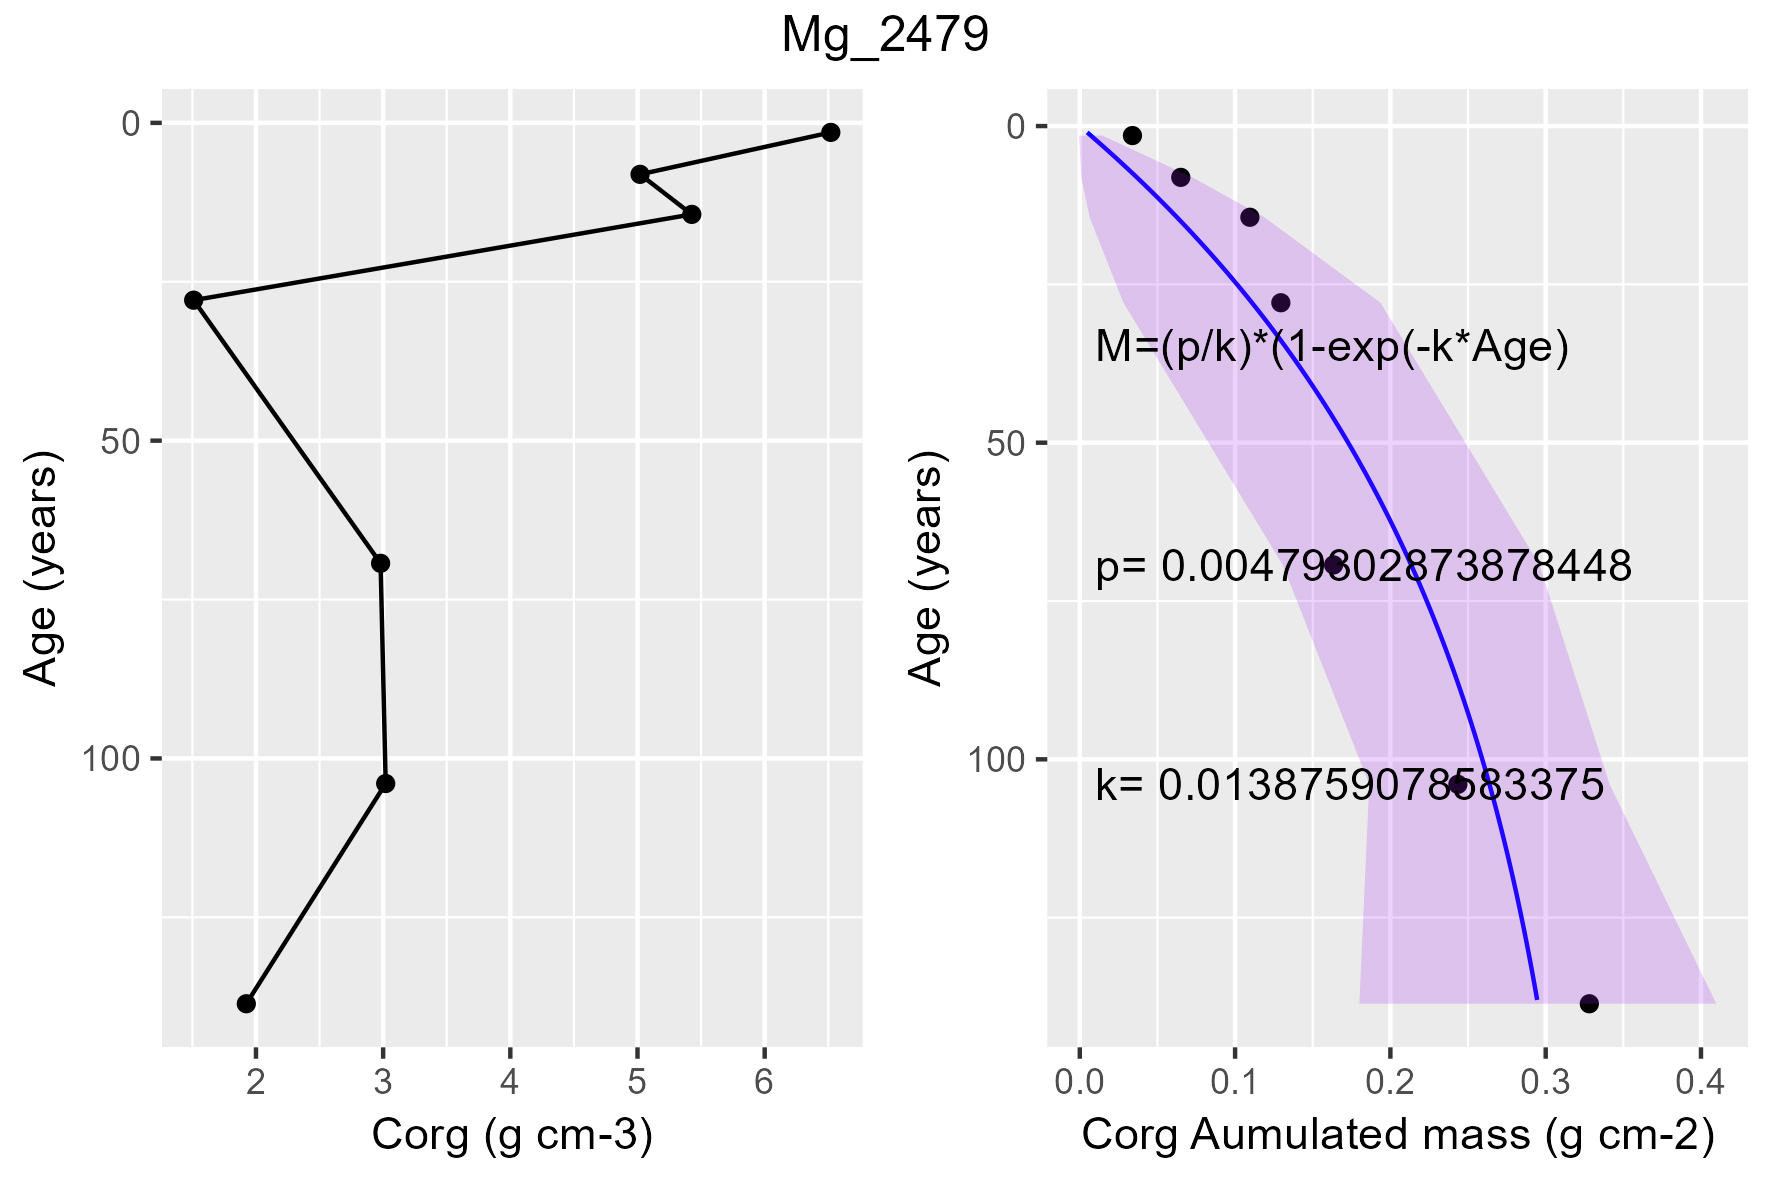 Mg_2479
0
50
100
Age (years)
2 3 4 5 6
Corg (g cm-3)
0
50
100
Age (years)
M=(p/k)*(1-exp(-k*Age)
p= 0.00479802873878448
k= 0.0138759078583375
0.0 0.1 0.2 0.3 0.4
Corg Aumulated mass (g cm-2)